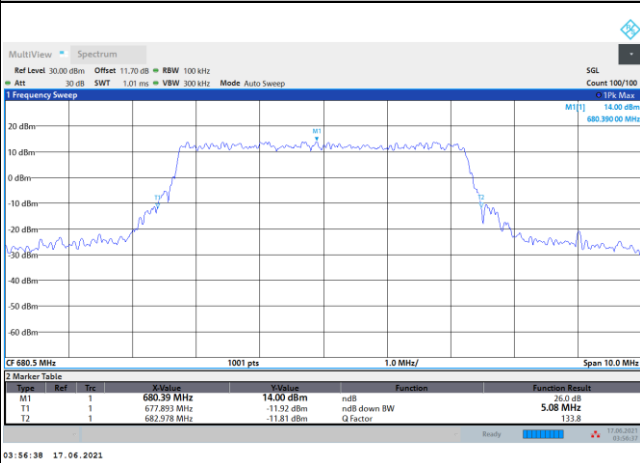 MultiView Spectrum
Ref Level 30.00 dBm Offset 11.70 dB RBW 100 kHz SGL
Att 30 dB SWT 1.01 ms VBW 300 kHz Mode Auto Sweep Count 100/100
1 Frequency Sweep 1Pk Max
M1[1] 14.00 dBm
680.390 00 MHz
20 dBm
M1
10 dBm
0 dBm
T1 T2
-10 dBm
-20 dBm
-30 dBm
-50 dBm
-60 dBm
CF 680.5 MHz 1001 pts 1.0 MHz/ Span 10.0 MHz
2 Marker Table
Type Ref Trc X-Value Y-Value Function Function Result
M1 1 680.39 MHz 14.00 dBm ndB 26.0 dB
T1 1 677.893 MHz -11.92 dBm ndB down BW 5.08 MHz
T2 1 682.978 MHz -11.81 dBm Q Factor 133.8
Ready 17.06.2021
03:56:37
03:56:38 17.06.2021